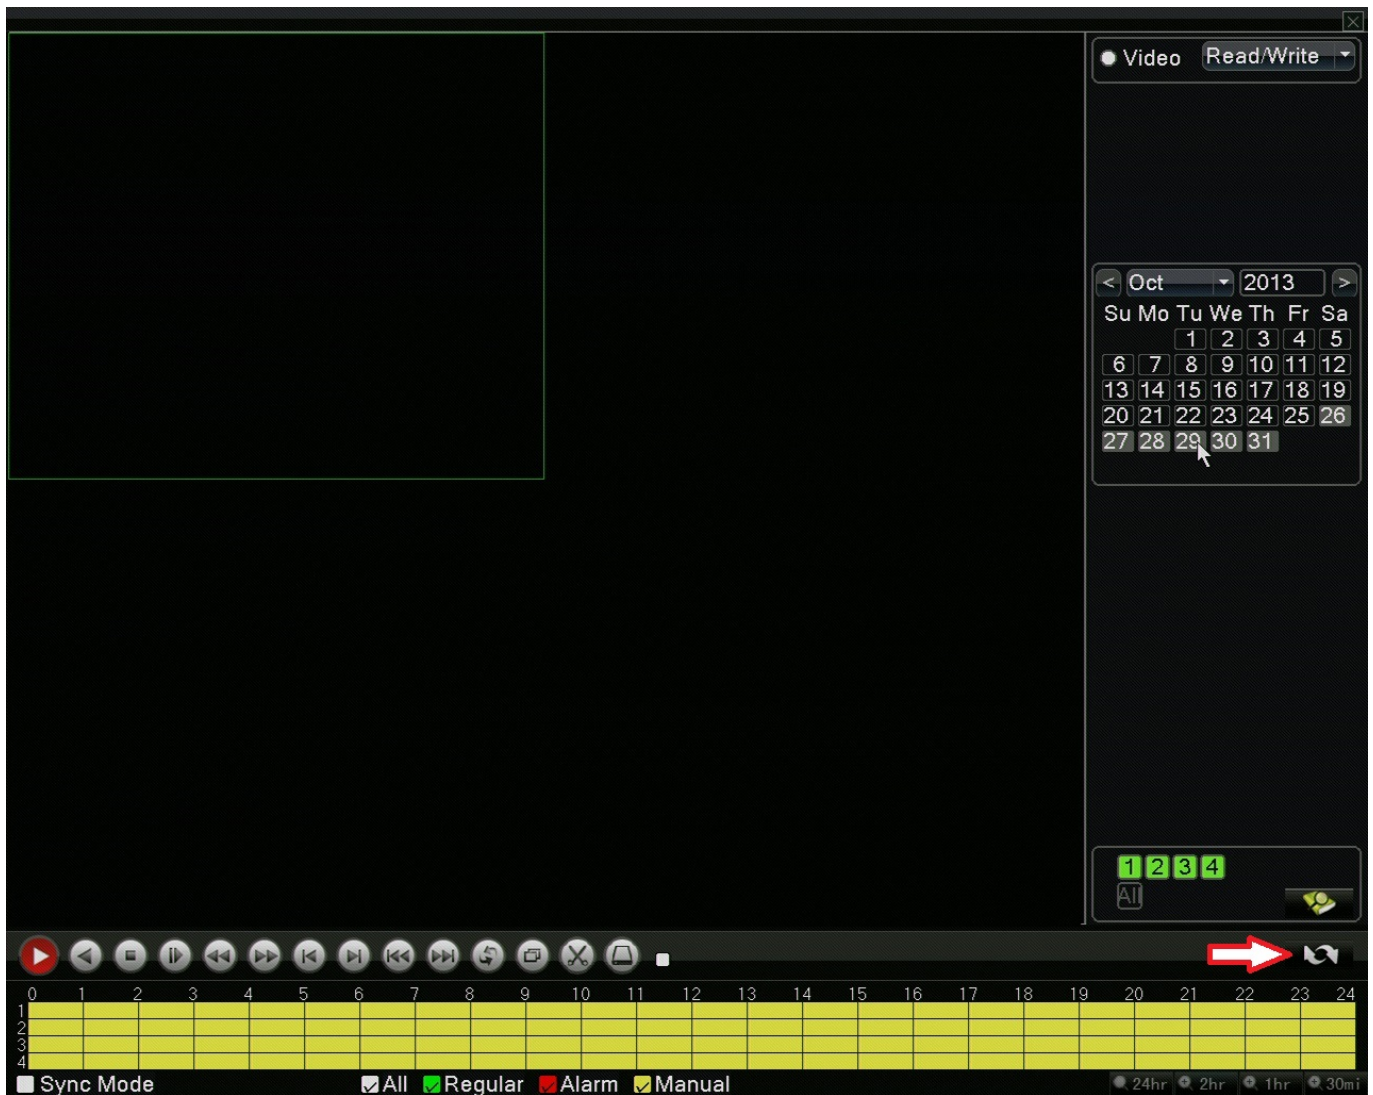 Video Read/Write
< Oct 2013 >
Su Mo Tu We Th Fr Sa
1 2 3 4 5
6 7 8 9 10 11 12
13 14 15 16 17 18 19
20 21 22 23 24 25 26
27 28 29 30 31
1 2 3 4
All
0 1 2 3 4 5 6 7 8 9 10 11 12 13 14 15 16 17 18 19 20 21 22 23 24
1
2
3
4
Sync Mode All Regular Alarm Manual 24hr 2hr 1hr 30mi